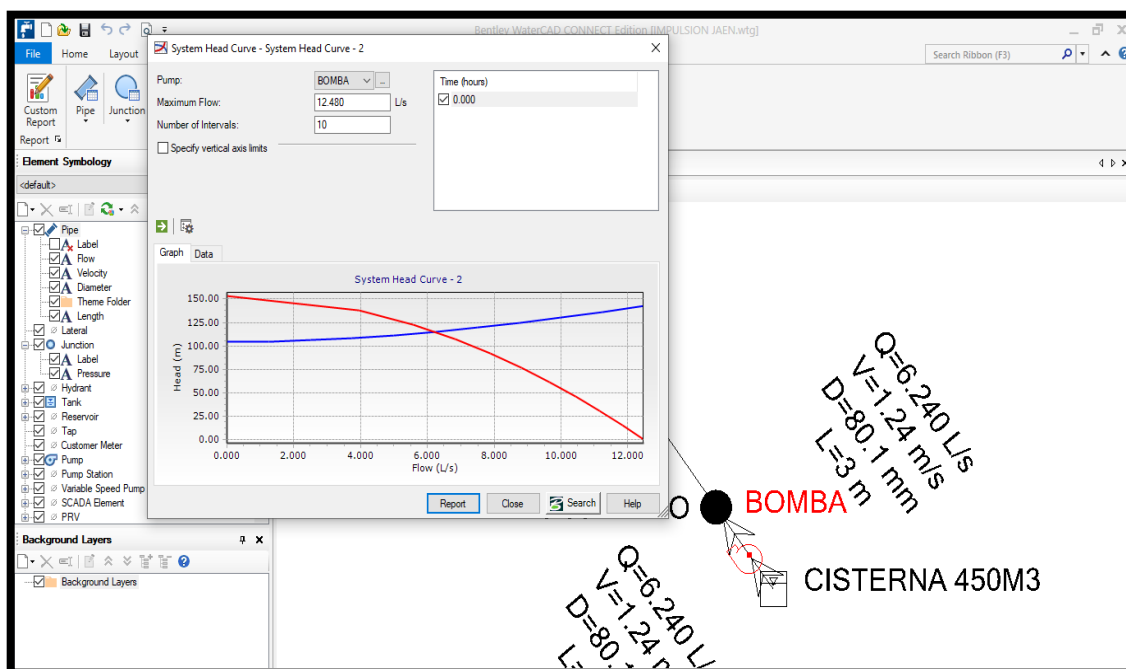 Bentley WaterCAD CONNECT Edition [IMPULSION JAEN.wtg]
File Home Layout
Search Ribbon (F3)
Custom Report
Pipe
Junction
Report
Element Symbology
<default>
Pipe
Label
Flow
Velocity
Diameter
Theme Folder
Length
Lateral
Junction
Label
Pressure
Hydrant
Tank
Reservoir
Tap
Customer Meter
Pump
Pump Station
Variable Speed Pump
SCADA Element
PRV
Background Layers
Background Layers
System Head Curve - System Head Curve - 2
Pump: BOMBA ...
Maximum Flow: 12.480 L/s
Number of Intervals: 10
Specify vertical axis limits
Time (hours)
0.000
Graph Data
System Head Curve - 2
Head (m)
150.00
125.00
100.00
75.00
50.00
25.00
0.00
0.000 2.000 4.000 6.000 8.000 10.000 12.000
Flow (L/s)
Report Close Search Help
Q=6.240 L/s
V=1.24 m/s
D=80.1 mm
L=3 m
O
BOMBA
CISTERNA 450M3
Q=6.240 L/s
V=1.24 m
D=80.1